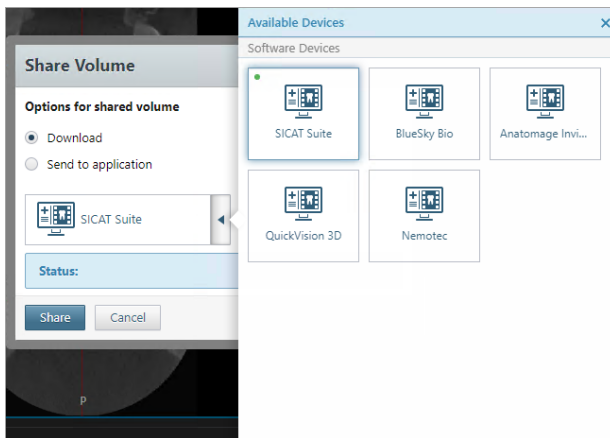 Share Volume
Options for shared volume
Download
Send to application
SICAT Suite
Status:
Share
Cancel
P
Available Devices
Software Devices
SICAT Suite
BlueSky Bio
Anatomage Invi...
QuickVision 3D
Nemotec